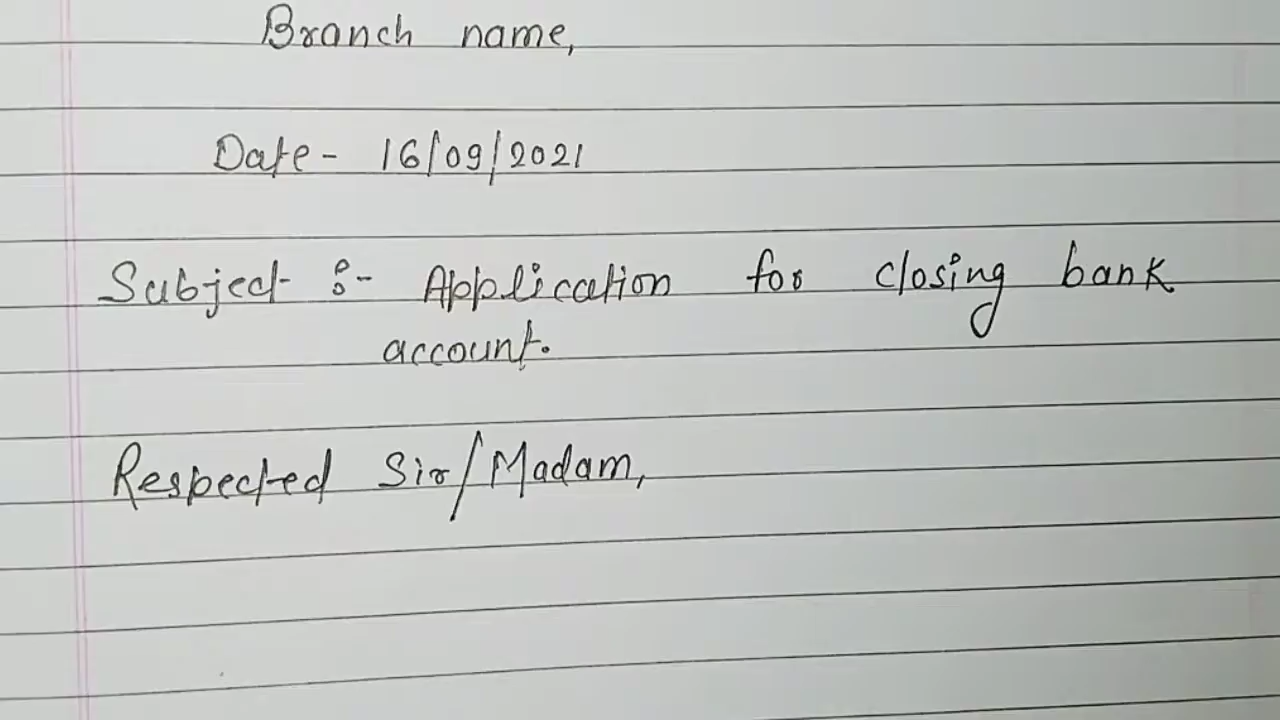 Branch name,
Date - 16/09/2021
Subject :- Application for closing bank
account.
Respected Sir/Madam,